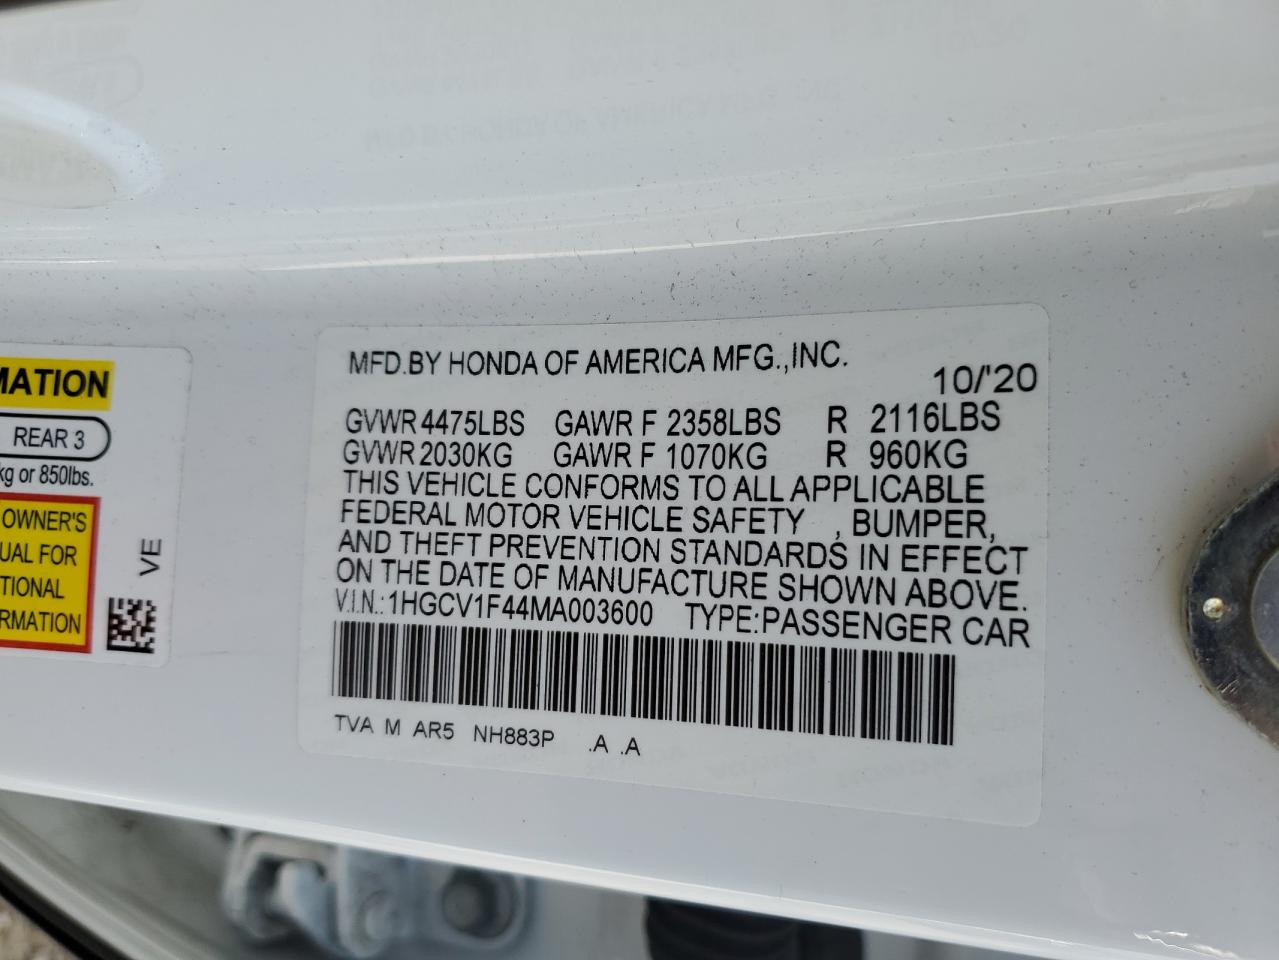 MFD.BY HONDA OF AMERICA MFG.,INC.
10/'20
GVWR 4475LBS GAWR F 2358LBS R 2116LBS
GVWR 2030KG GAWR F 1070KG R 960KG
THIS VEHICLE CONFORMS TO ALL APPLICABLE
FEDERAL MOTOR VEHICLE SAFETY , BUMPER,
AND THEFT PREVENTION STANDARDS IN EFFECT
ON THE DATE OF MANUFACTURE SHOWN ABOVE.
V.I.N.:1HGCV1F44MA003600 TYPE:PASSENGER CAR
TVA M AR5 NH883P .A .A
MATION
REAR 3
kg or 850lbs.
OWNER'S
UAL FOR
TIONAL
RMATION
VE